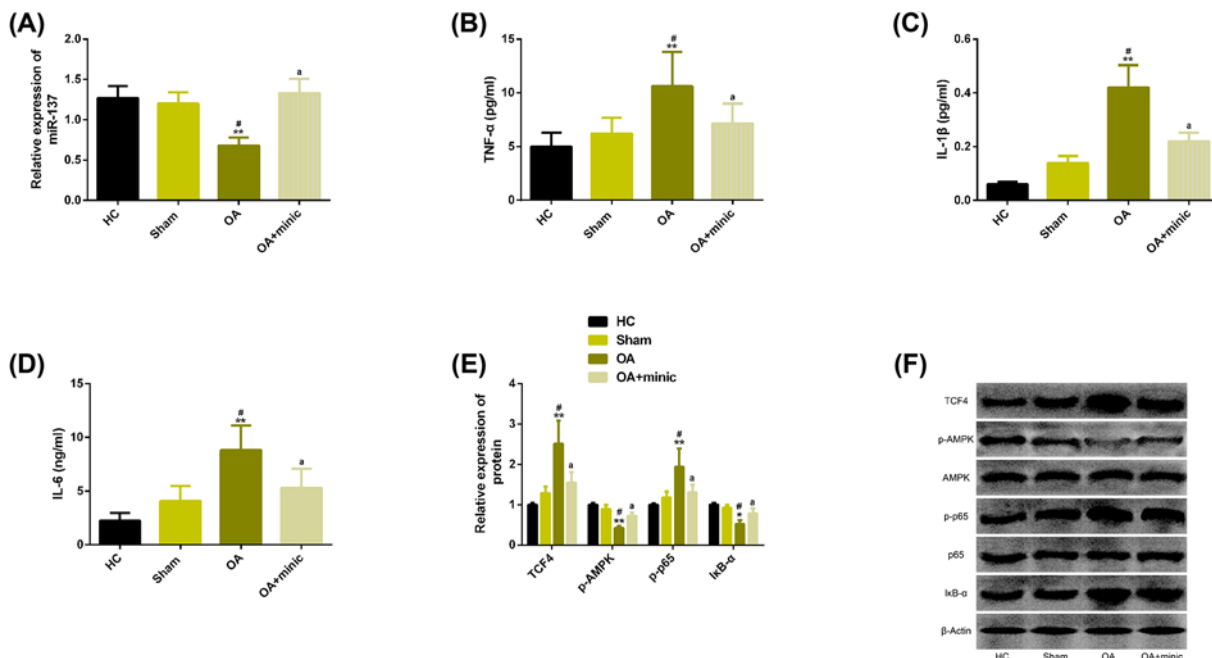 (A)
Relative expression of
miR-137
2.0
1.5
1.0
0.5
0.0
#
**
a
HC
Sham
OA
OA+minic
(B)
TNF-α (pg/ml)
15
10
5
0
#
**
a
HC
Sham
OA
OA+minic
(C)
IL-1β (pg/ml)
0.6
0.4
0.2
0.0
#
**
a
HC
Sham
OA
OA+minic
(D)
IL-6 (ng/ml)
15
10
5
0
#
**
a
HC
Sham
OA
OA+minic
(E)
HC
Sham
OA
OA+minic
Relative expression of
protein
4
3
2
1
0
#
**
a
#
**
a
#
**
a
#
*
a
TCF4
p-AMPK
p-p65
IκB-α
(F)
TCF4
p-AMPK
AMPK
p-p65
p65
IκB-α
β-Actin
HC
Sham
OA
OA+minic